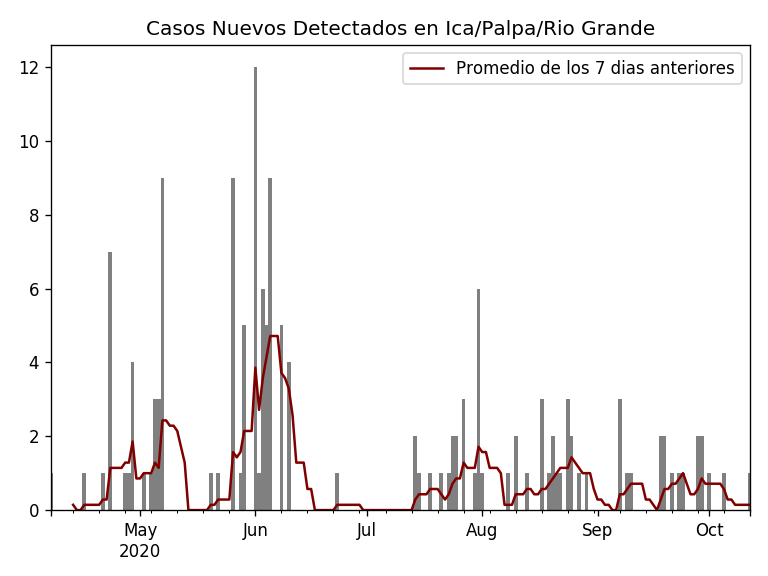 Casos Nuevos Detectados en Ica/Palpa/Rio Grande
Promedio de los 7 dias anteriores
12
10
8
6
4
2
0
May Jun Jul Aug Sep Oct
2020